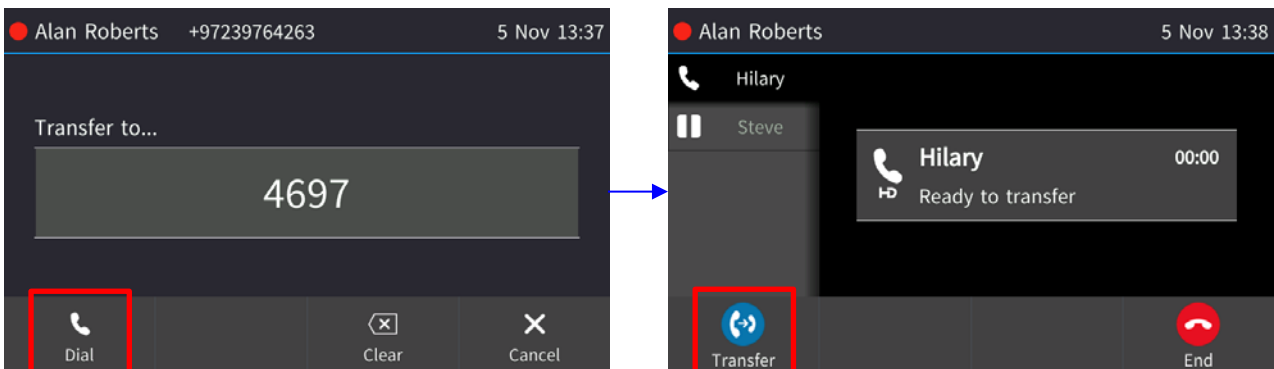 Alan Roberts +97239764263 5 Nov 13:37
Transfer to...
4697
Dial Clear Cancel
Alan Roberts 5 Nov 13:38
Hilary
Steve
Hilary 00:00
HD Ready to transfer
Transfer End